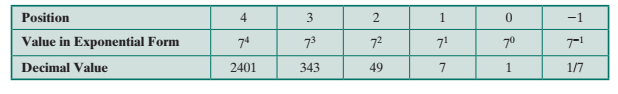 Position 4 3 2 1 0 −1
Value in Exponential Form 7⁴ 7³ 7² 7¹ 7⁰ 7⁻¹
Decimal Value 2401 343 49 7 1 1/7